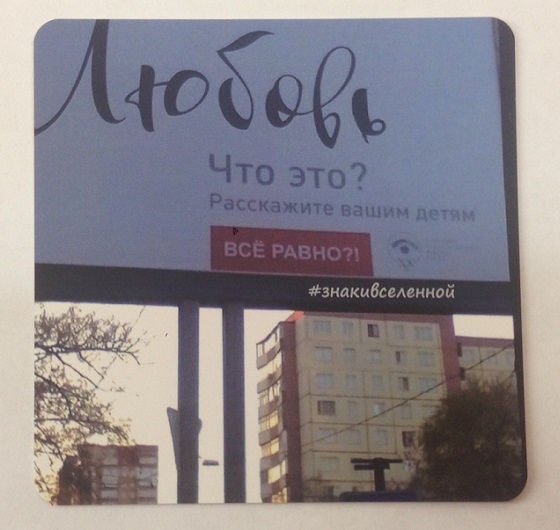 Любовь
Что это?
Расскажите вашим детям
ВСЁ РАВНО?!
#знакивселенной